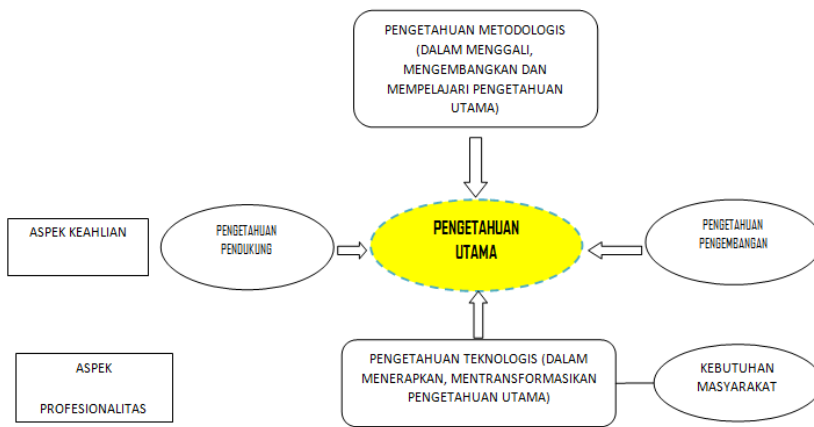 PENGETAHUAN METODOLOGIS
(DALAM MENGGALI,
MENGEMBANGKAN DAN
MEMPELAJARI PENGETAHUAN
UTAMA)
ASPEK KEAHLIAN
PENGETAHUAN
PENDUKUNG
PENGETAHUAN
UTAMA
PENGETAHUAN
PENGEMBANGAN
ASPEK
PROFESIONALITAS
PENGETAHUAN TEKNOLOGIS (DALAM
MENERAPKAN, MENTRANSFORMASIKAN
PENGETAHUAN UTAMA)
KEBUTUHAN
MASYARAKAT